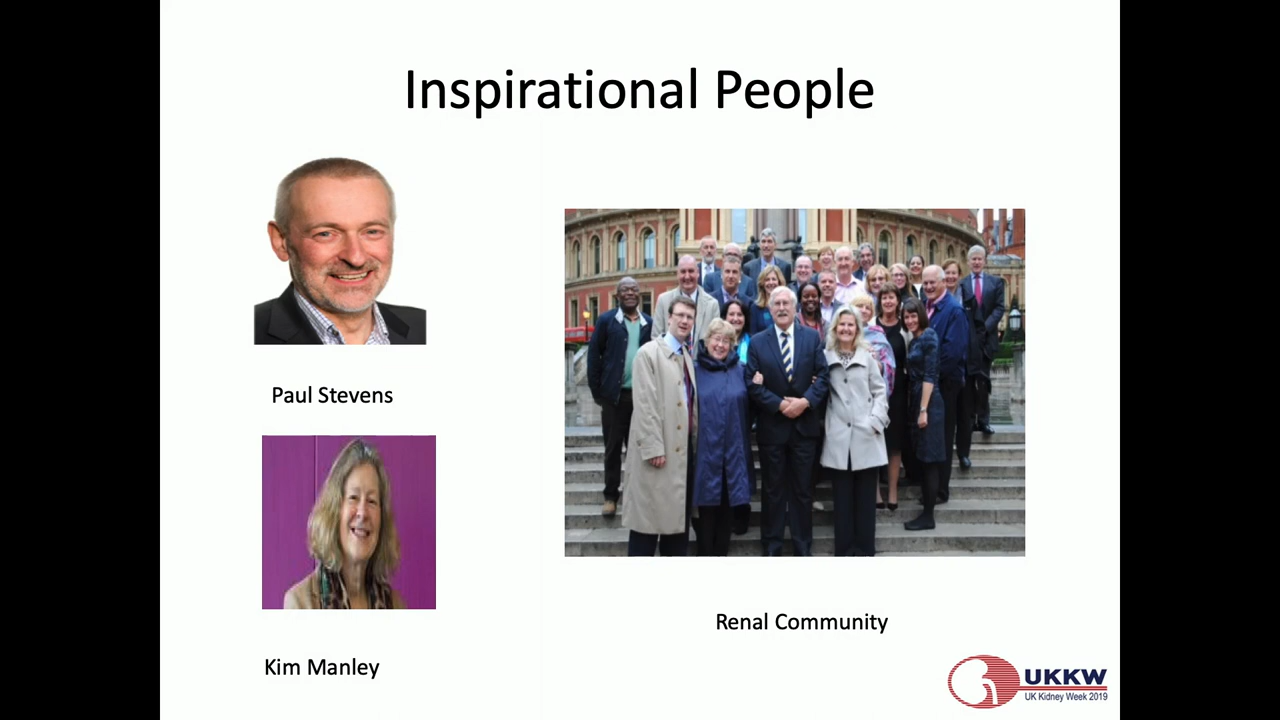 Inspirational People
Paul Stevens
Kim Manley
Renal Community
UKKW
UK Kidney Week 2019